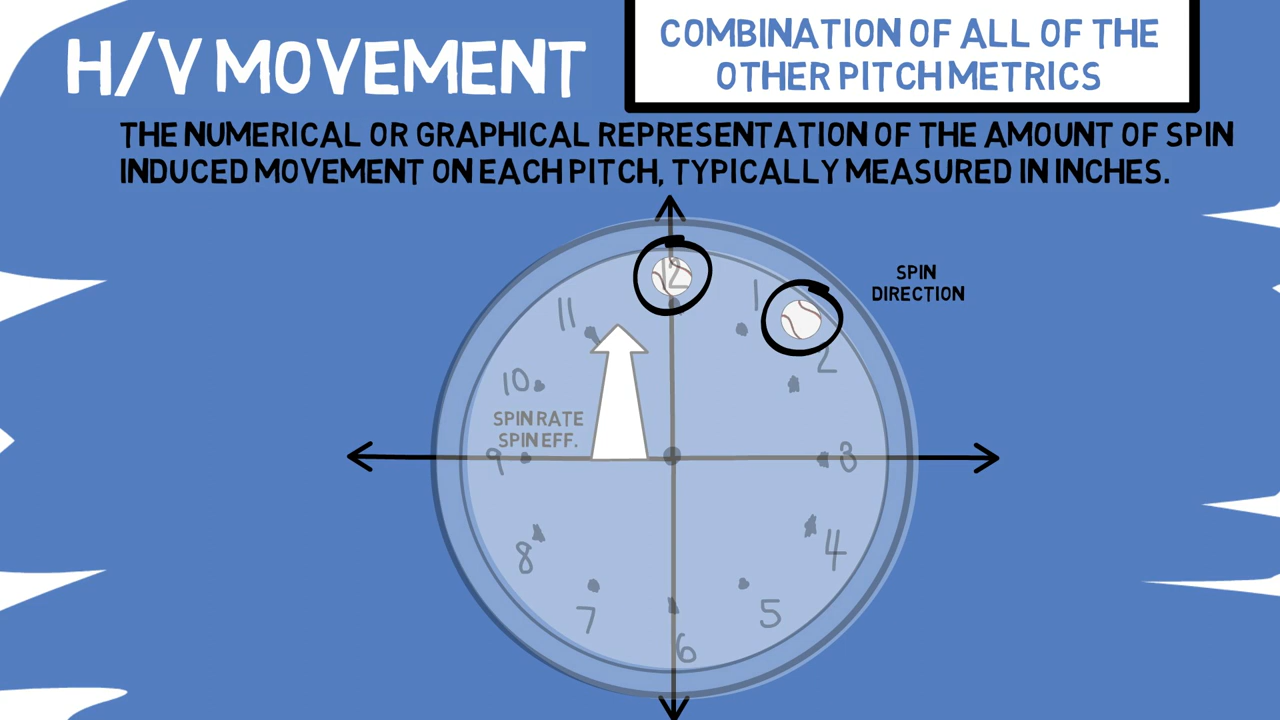 H/V MOVEMENT
COMBINATION OF ALL OF THE
OTHER PITCH METRICS
THE NUMERICAL OR GRAPHICAL REPRESENTATION OF THE AMOUNT OF SPIN
INDUCED MOVEMENT ON EACH PITCH, TYPICALLY MEASURED IN INCHES.
SPIN
DIRECTION
12
1
2
3
4
5
6
7
8
9
10
11
SPIN RATE
SPIN EFF.